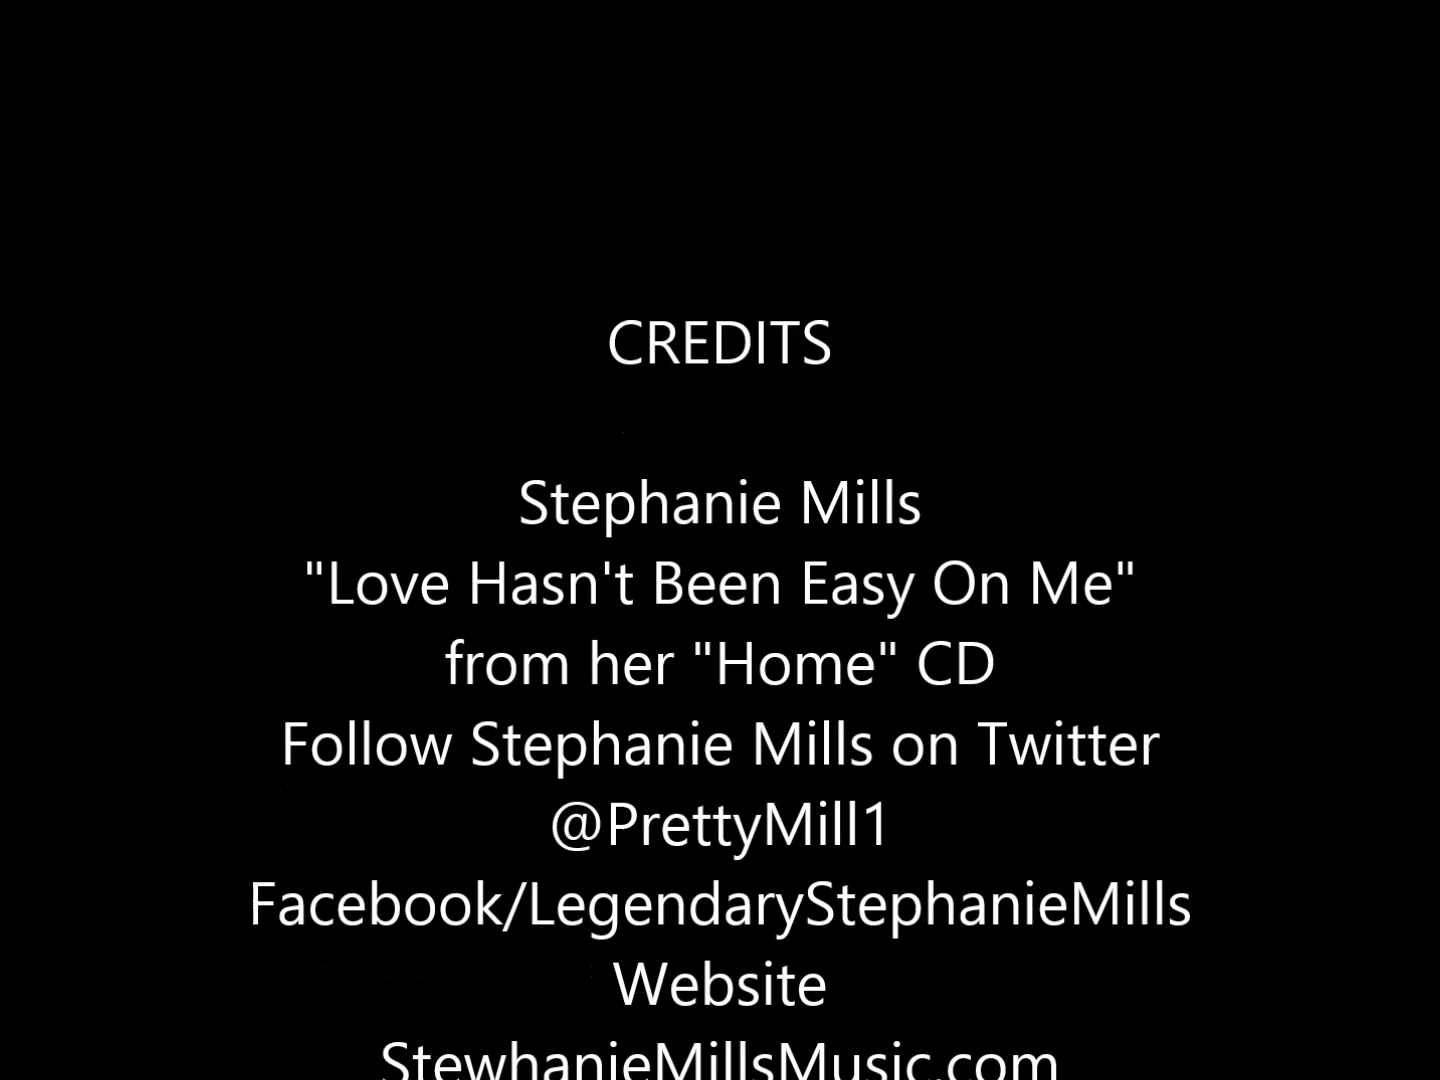 CREDITS
Stephanie Mills
"Love Hasn't Been Easy On Me"
from her "Home" CD
Follow Stephanie Mills on Twitter
@PrettyMill1
Facebook/LegendaryStephanieMills
Website
StewhanieMillsMusic.com